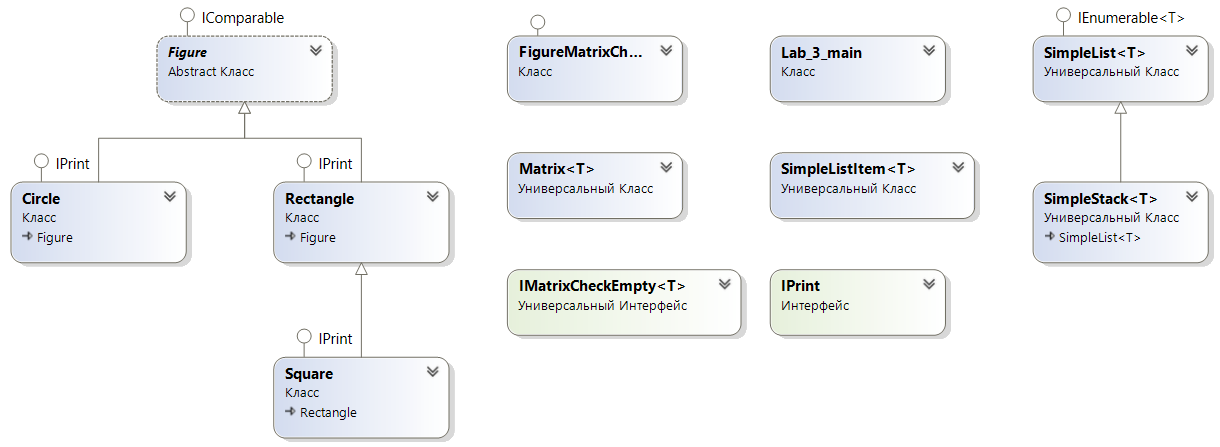 IComparable
Figure
Abstract Класс
IPrint
Circle
Класс
Figure
IPrint
Rectangle
Класс
Figure
IPrint
Square
Класс
Rectangle
FigureMatrixCh...
Класс
Matrix<T>
Универсальный Класс
IMatrixCheckEmpty<T>
Универсальный Интерфейс
Lab_3_main
Класс
SimpleListItem<T>
Универсальный Класс
IPrint
Интерфейс
IEnumerable<T>
SimpleList<T>
Универсальный Класс
SimpleStack<T>
Универсальный Класс
SimpleList<T>